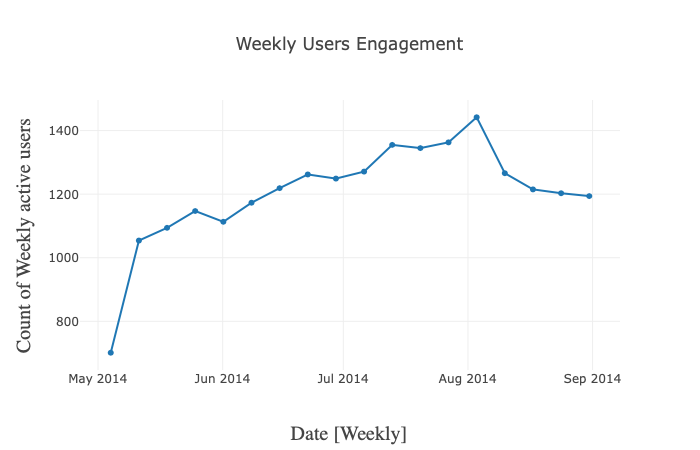 Weekly Users Engagement
Count of Weekly active users
1400
1200
1000
800
May 2014
Jun 2014
Jul 2014
Aug 2014
Sep 2014
Date [Weekly]